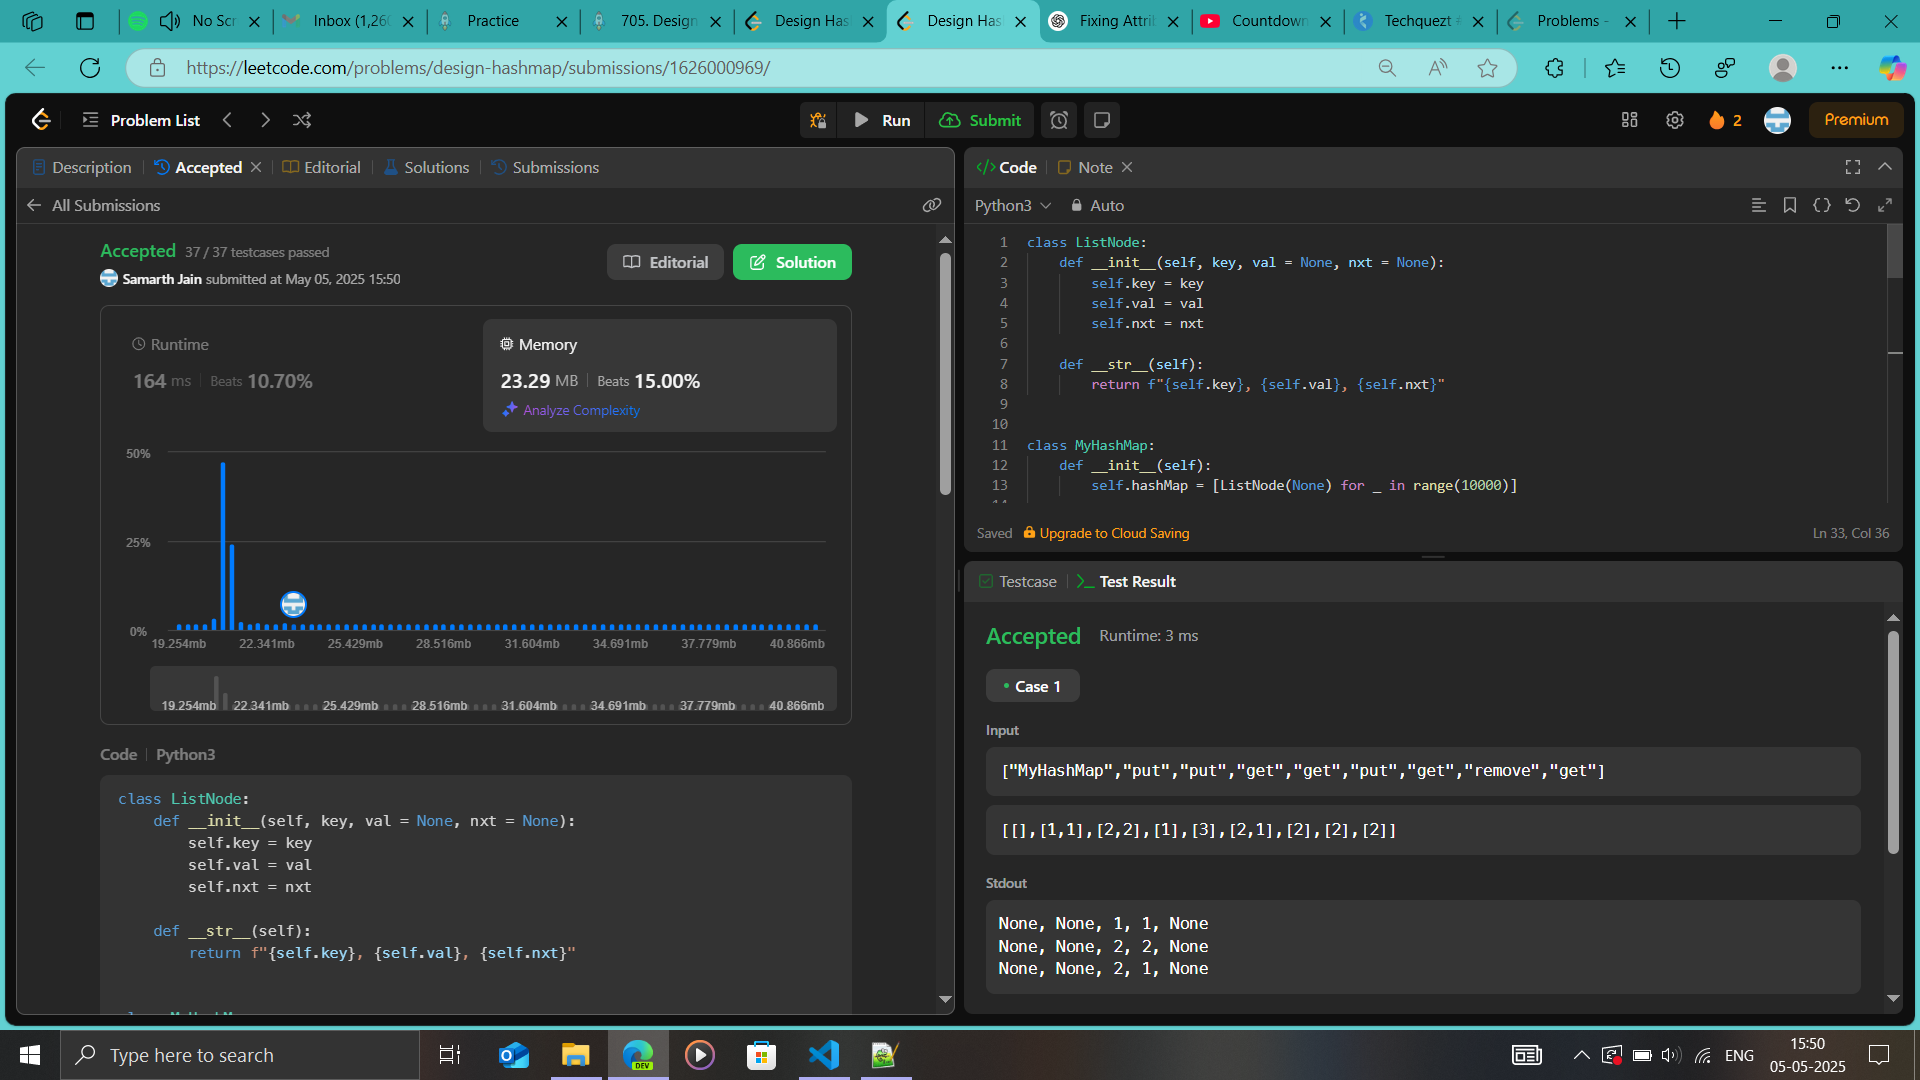 No Scr
Inbox (1,260
Practice
705. Design
Design Has
Design Has
Fixing Attri
Countdown
Techquezt
Problems -
https://leetcode.com/problems/design-hashmap/submissions/1626000969/
Problem List
Run
Submit
2
Premium
Description
Accepted
Editorial
Solutions
Submissions
All Submissions
Accepted 37 / 37 testcases passed
Samarth Jain submitted at May 05, 2025 15:50
Editorial
Solution
Runtime
164 ms Beats 10.70%
Memory
23.29 MB Beats 15.00%
Analyze Complexity
50%
25%
0%
19.254mb 22.341mb 25.429mb 28.516mb 31.604mb 34.691mb 37.779mb 40.866mb
19.254mb 22.341mb 25.429mb 28.516mb 31.604mb 34.691mb 37.779mb 40.866mb
Code Python3
class ListNode:
def __init__(self, key, val = None, nxt = None):
self.key = key
self.val = val
self.nxt = nxt
def __str__(self):
return f"{self.key}, {self.val}, {self.nxt}"
</> Code
Note
Python3
Auto
1 class ListNode:
2 def __init__(self, key, val = None, nxt = None):
3 self.key = key
4 self.val = val
5 self.nxt = nxt
6
7 def __str__(self):
8 return f"{self.key}, {self.val}, {self.nxt}"
9
10
11 class MyHashMap:
12 def __init__(self):
13 self.hashMap = [ListNode(None) for _ in range(10000)]
Saved
Upgrade to Cloud Saving
Ln 33, Col 36
Testcase
Test Result
Accepted Runtime: 3 ms
• Case 1
Input
["MyHashMap","put","put","get","get","put","get","remove","get"]
[[],[1,1],[2,2],[1],[3],[2,1],[2],[2],[2]]
Stdout
None, None, 1, 1, None
None, None, 2, 2, None
None, None, 2, 1, None
Type here to search
DEV
ENG
15:50
05-05-2025